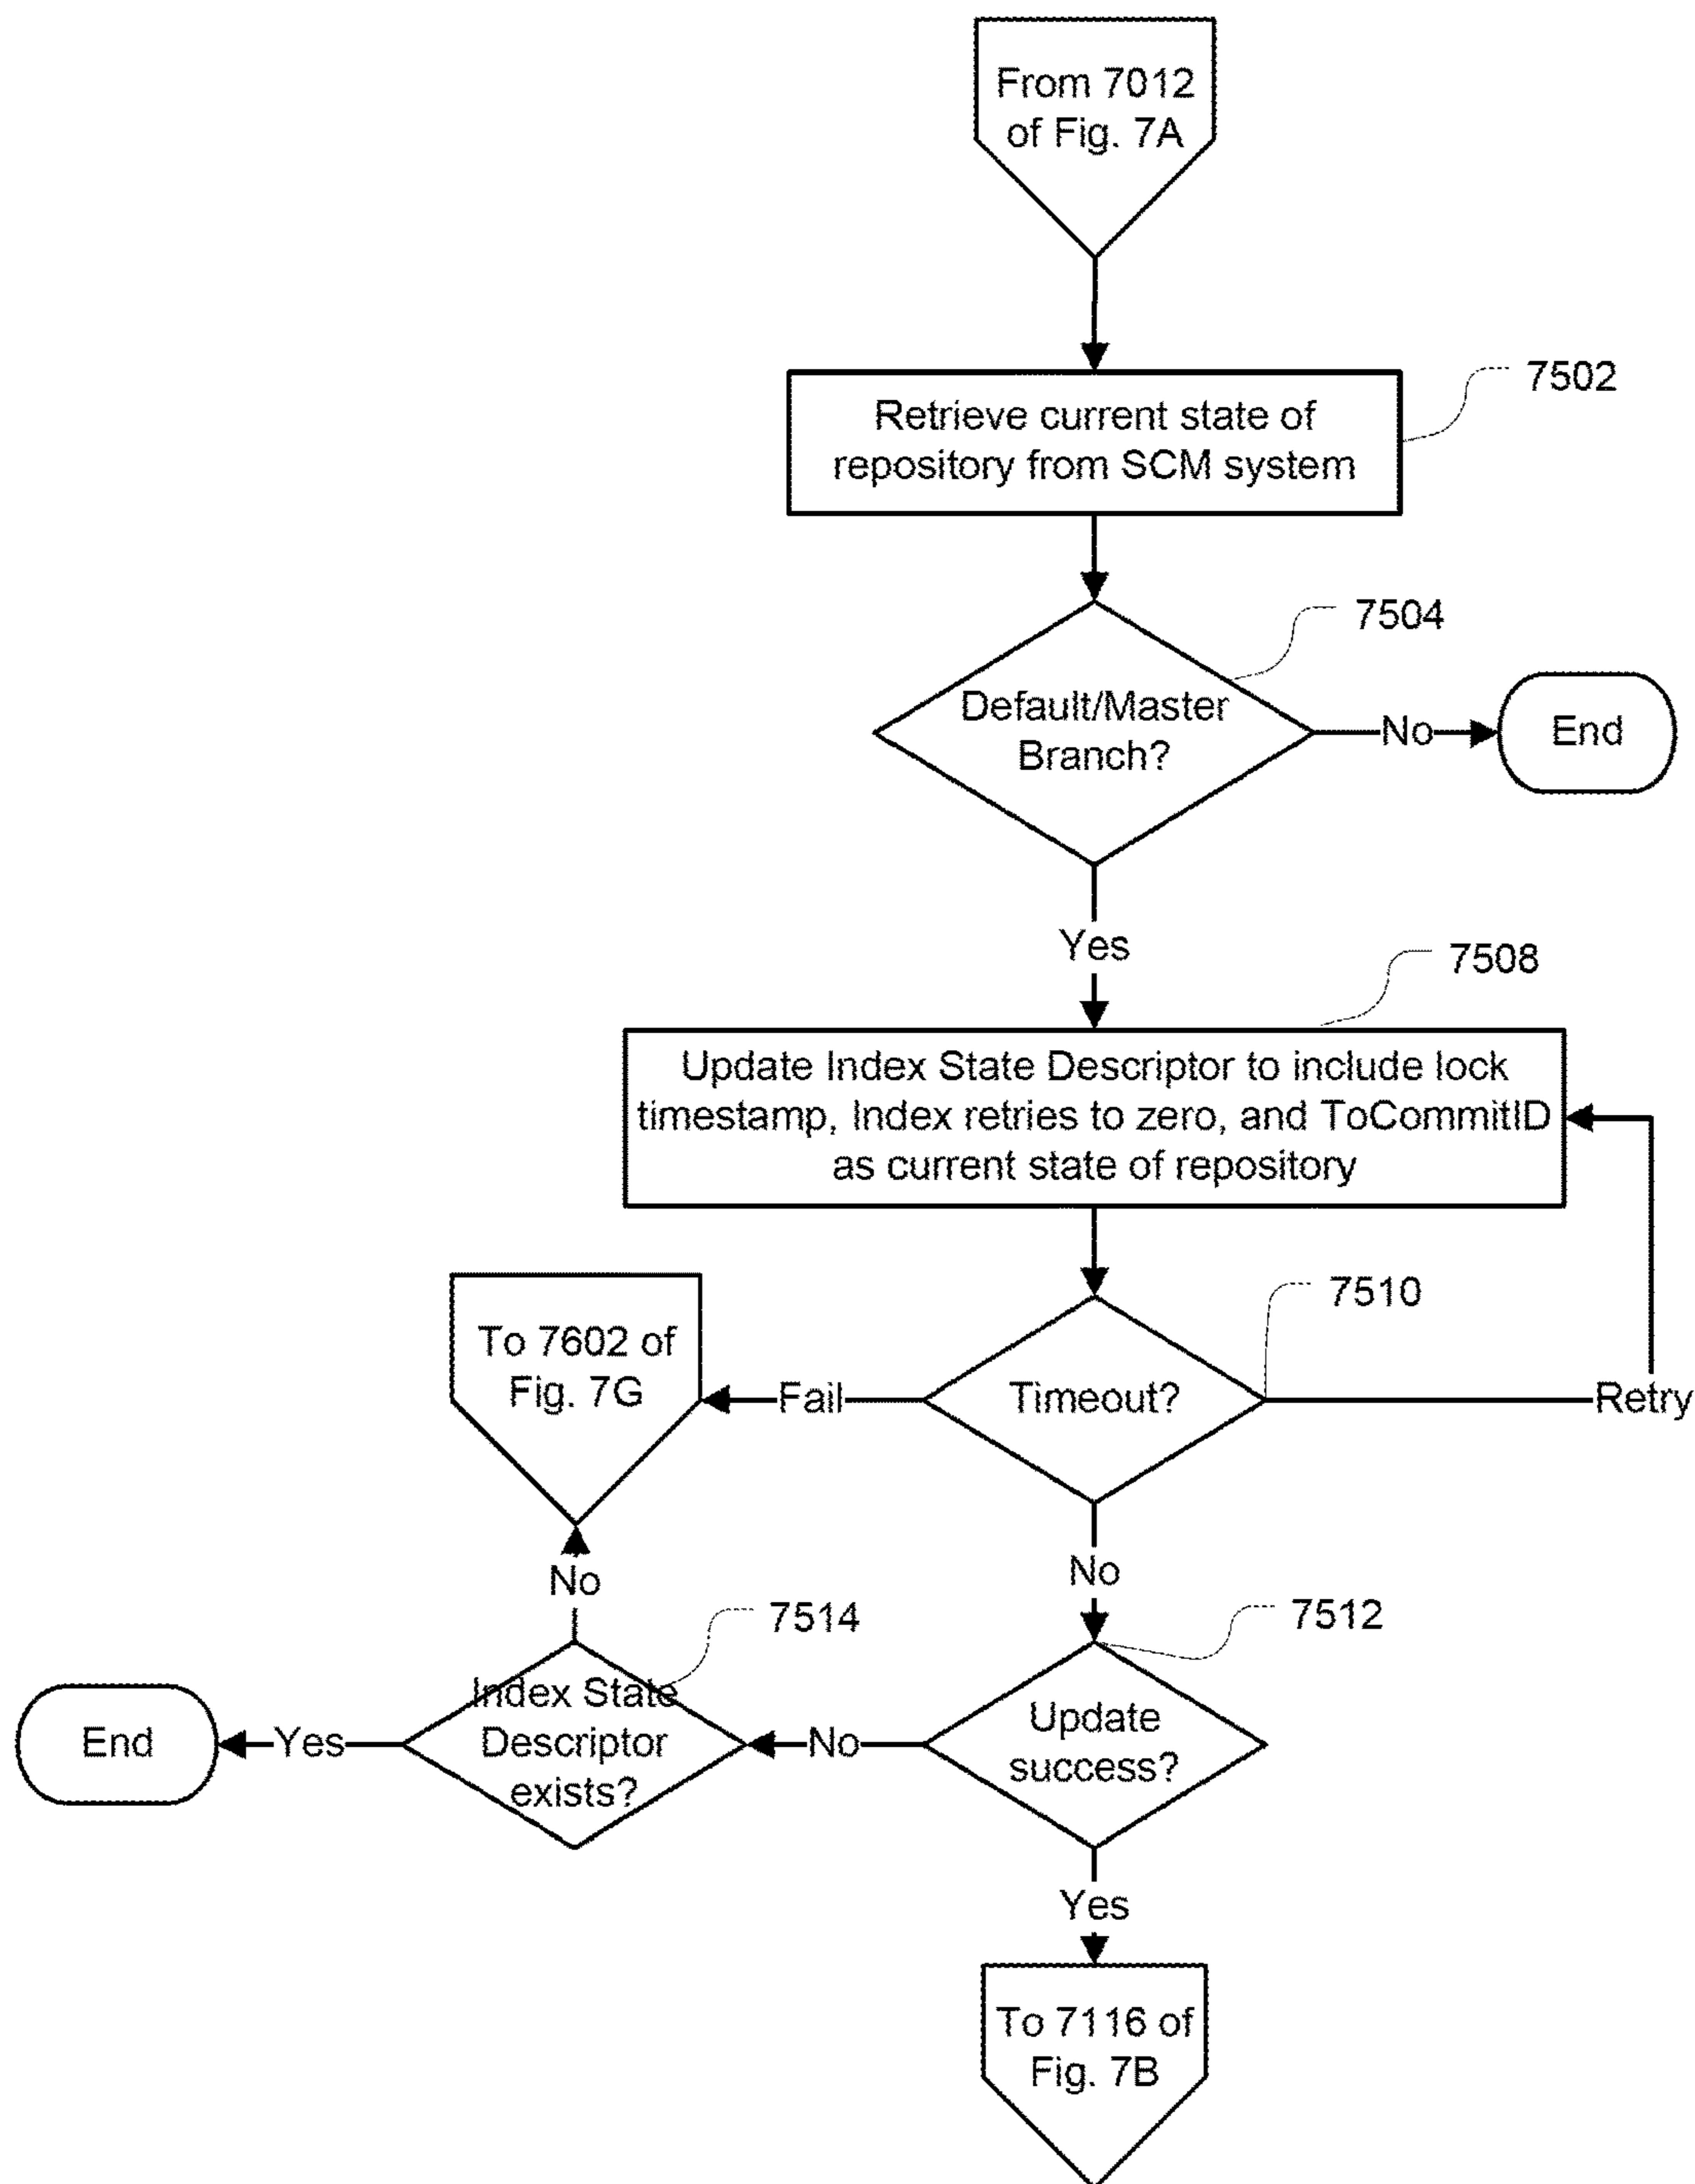 From 7012
of Fig. 7A
7502
Retrieve current state of
repository from SCM system
7504
Default/Master
Branch?
No
End
Yes
7508
Update Index State Descriptor to include lock
timestamp, Index retries to zero, and ToCommitID
as current state of repository
7510
To 7602 of
Fig. 7G
Fail
Timeout?
Retry
No
No
7514
7512
Index State
Descriptor
exists?
End
Yes
No
Update
success?
Yes
To 7116 of
Fig. 7B